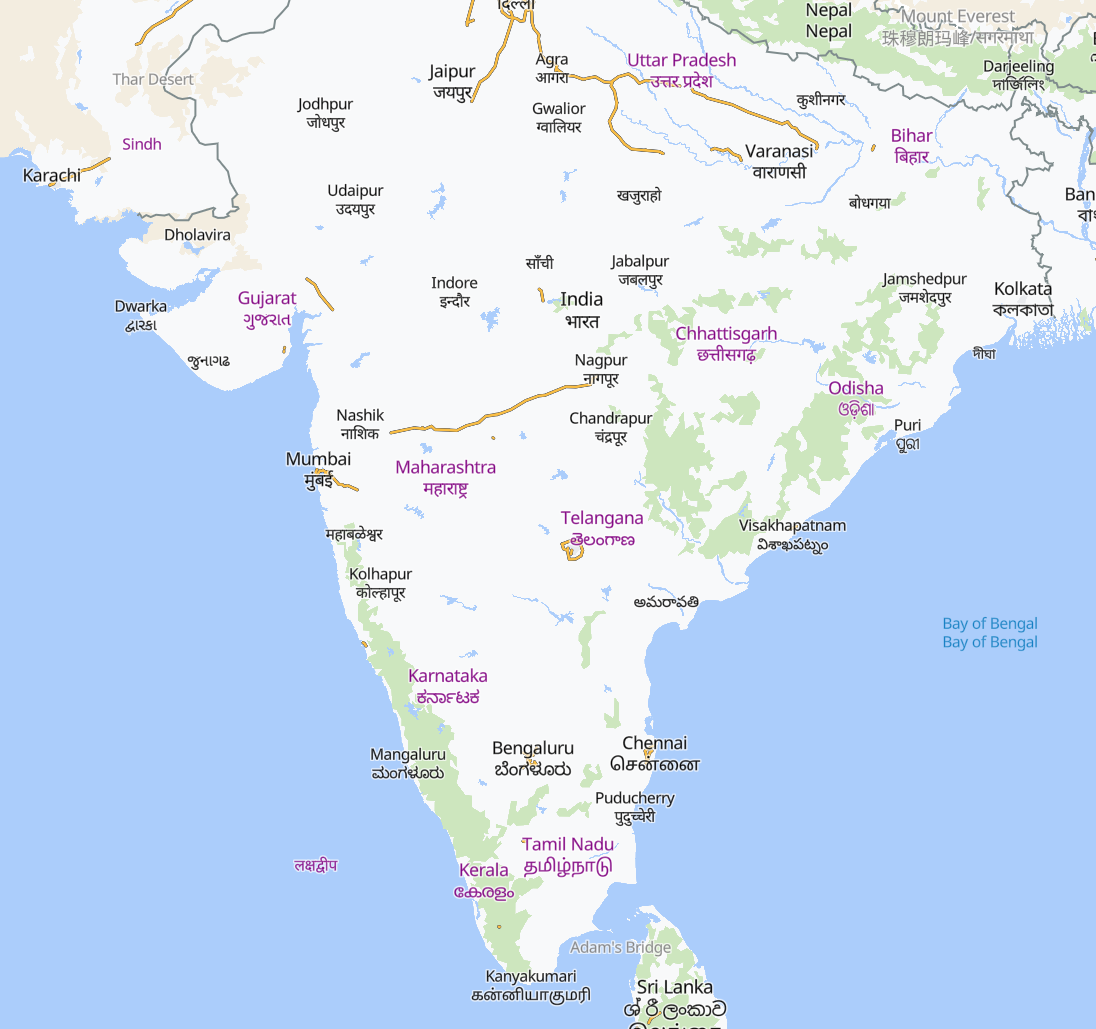 दिल्ली
Nepal
Nepal
Mount Everest
珠穆朗玛峰/सगरमाथा
Thar Desert
Jaipur
जयपुर
Agra
आगरा
Uttar Pradesh
उत्तर प्रदेश
Darjeeling
दार्जिलिंग
Jodhpur
जोधपुर
Gwalior
ग्वालियर
कुशीनगर
Sindh
Bihar
बिहार
Karachi
Varanasi
वाराणसी
Udaipur
उदयपुर
खजुराहो
बोधगया
Dholavira
साँची
Jabalpur
जबलपुर
Indore
इन्दौर
Jamshedpur
जमशेदपुर
Kolkata
কলকাতা
Dwarka
દ્વારકા
Gujarat
ગુજરાત
India
भारत
Chhattisgarh
छत्तीसगढ़
જુનાગઢ
Nagpur
नागपूर
দীঘা
Odisha
ଓଡ଼ିଶା
Nashik
नाशिक
Chandrapur
चंद्रपूर
Puri
ପୁରୀ
Mumbai
मुंबई
Maharashtra
महाराष्ट्र
Telangana
తెలంగాణ
Visakhapatnam
విశాఖపట్నం
महाबळेश्वर
Kolhapur
कोल्हापूर
అమరావతి
Bay of Bengal
Bay of Bengal
Karnataka
ಕರ್ನಾಟಕ
Mangaluru
ಮಂಗಳೂರು
Bengaluru
ಬೆಂಗಳೂರು
Chennai
சென்னை
Puducherry
புதுச்சேரி
Tamil Nadu
தமிழ்நாடு
लक्षद्वीप
Kerala
കേരളം
Adam's Bridge
Kanyakumari
கன்னியாகுமரி
Sri Lanka
ශ්‍රී ලංකාව